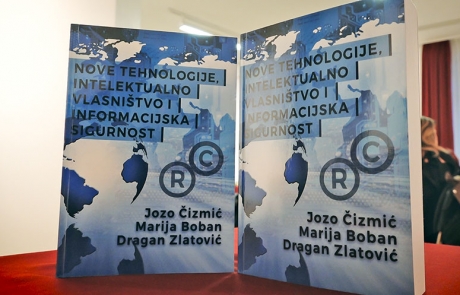 NOVE TEHNOLOGIJE,
INTELEKTUALNO
VLASNIŠTVO I
INFORMACIJSKA
SIGURNOST
R C
Jozo Čizmić
Marija Boban
Dragan Zlatović
NOVE TEHNOLOGIJE,
INTELEKTUALNO
VLASNIŠTVO I
INFORMACIJSKA
SIGURNOST
R C
Jozo Čizmić
Marija Boban
Dragan Zlatović